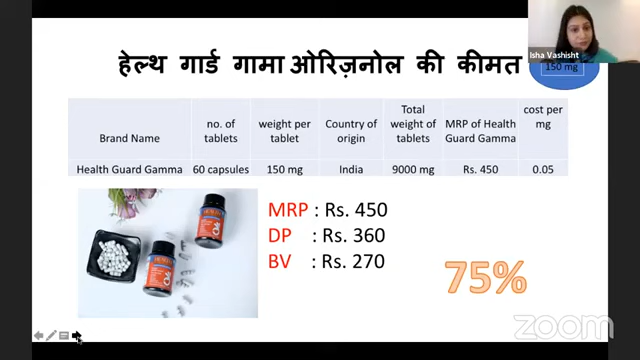 Isha Vashisht
हेल्थ गार्ड गामा ओरिज़नोल की कीमत
150 mg
Brand Name no. of tablets weight per tablet Country of origin Total weight of tablets MRP of Health Guard Gamma cost per mg
Health Guard Gamma 60 capsules 150 mg India 9000 mg Rs. 450 0.05
MRP : Rs. 450
DP : Rs. 360
BV : Rs. 270
75%
zoom